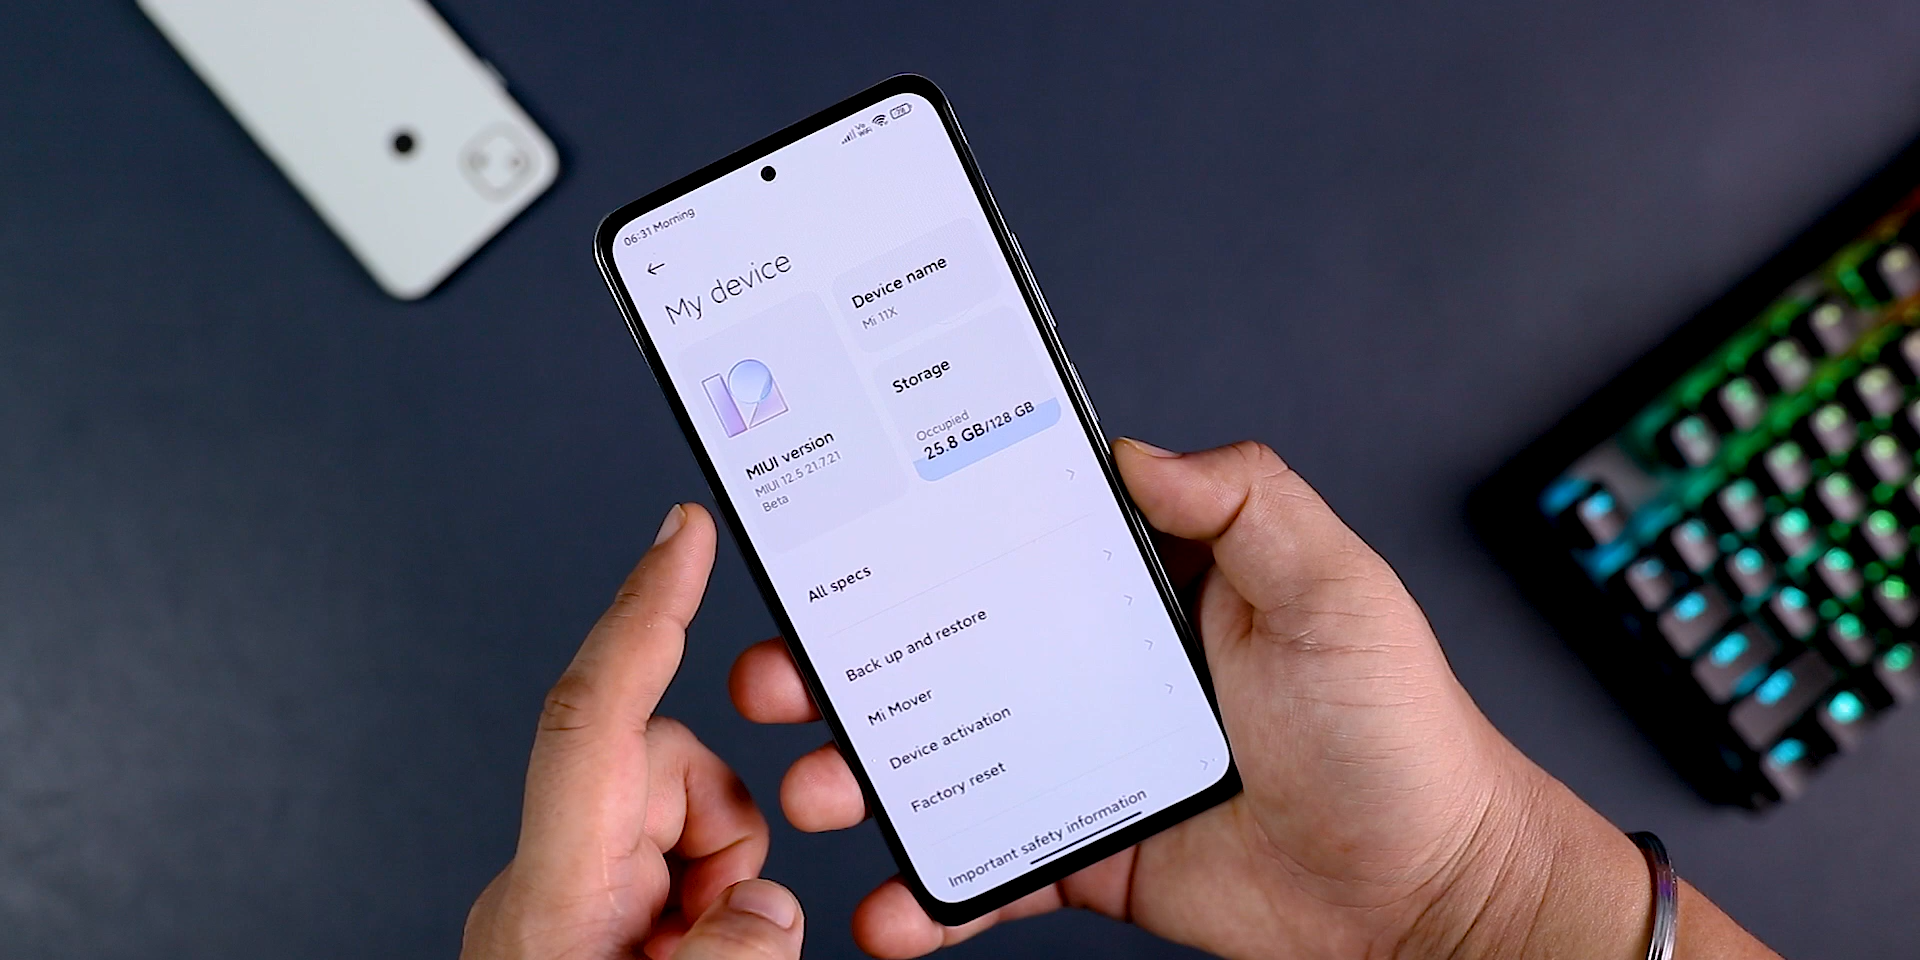 06:31 Morning
Vo
WiFi
My device
Device name
Mi 11X
Storage
Occupied
25.8 GB/128 GB
MIUI version
MIUI 12.5 21.7.21
Beta
All specs
Back up and restore
Mi Mover
Device activation
Factory reset
Important safety information